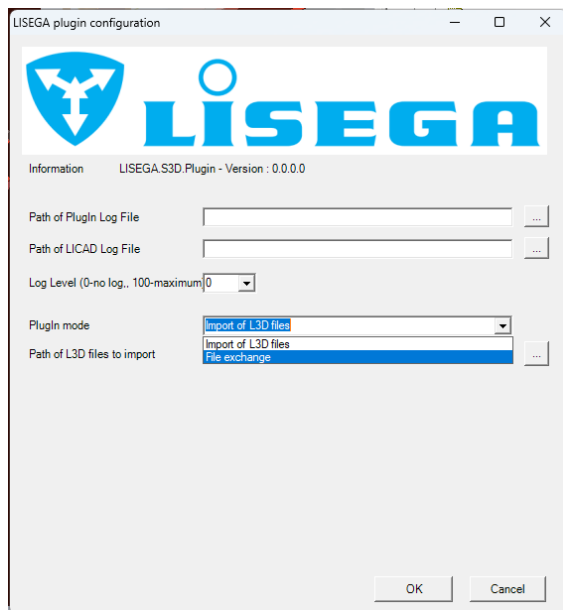 LISEGA plugin configuration
LISEGA
Information LISEGA.S3D.Plugin - Version : 0.0.0.0
Path of PlugIn Log File ...
Path of LICAD Log File ...
Log Level (0-no log,, 100-maximum 0
PlugIn mode Import of L3D files
Import of L3D files
Path of L3D files to import File exchange ...
OK Cancel